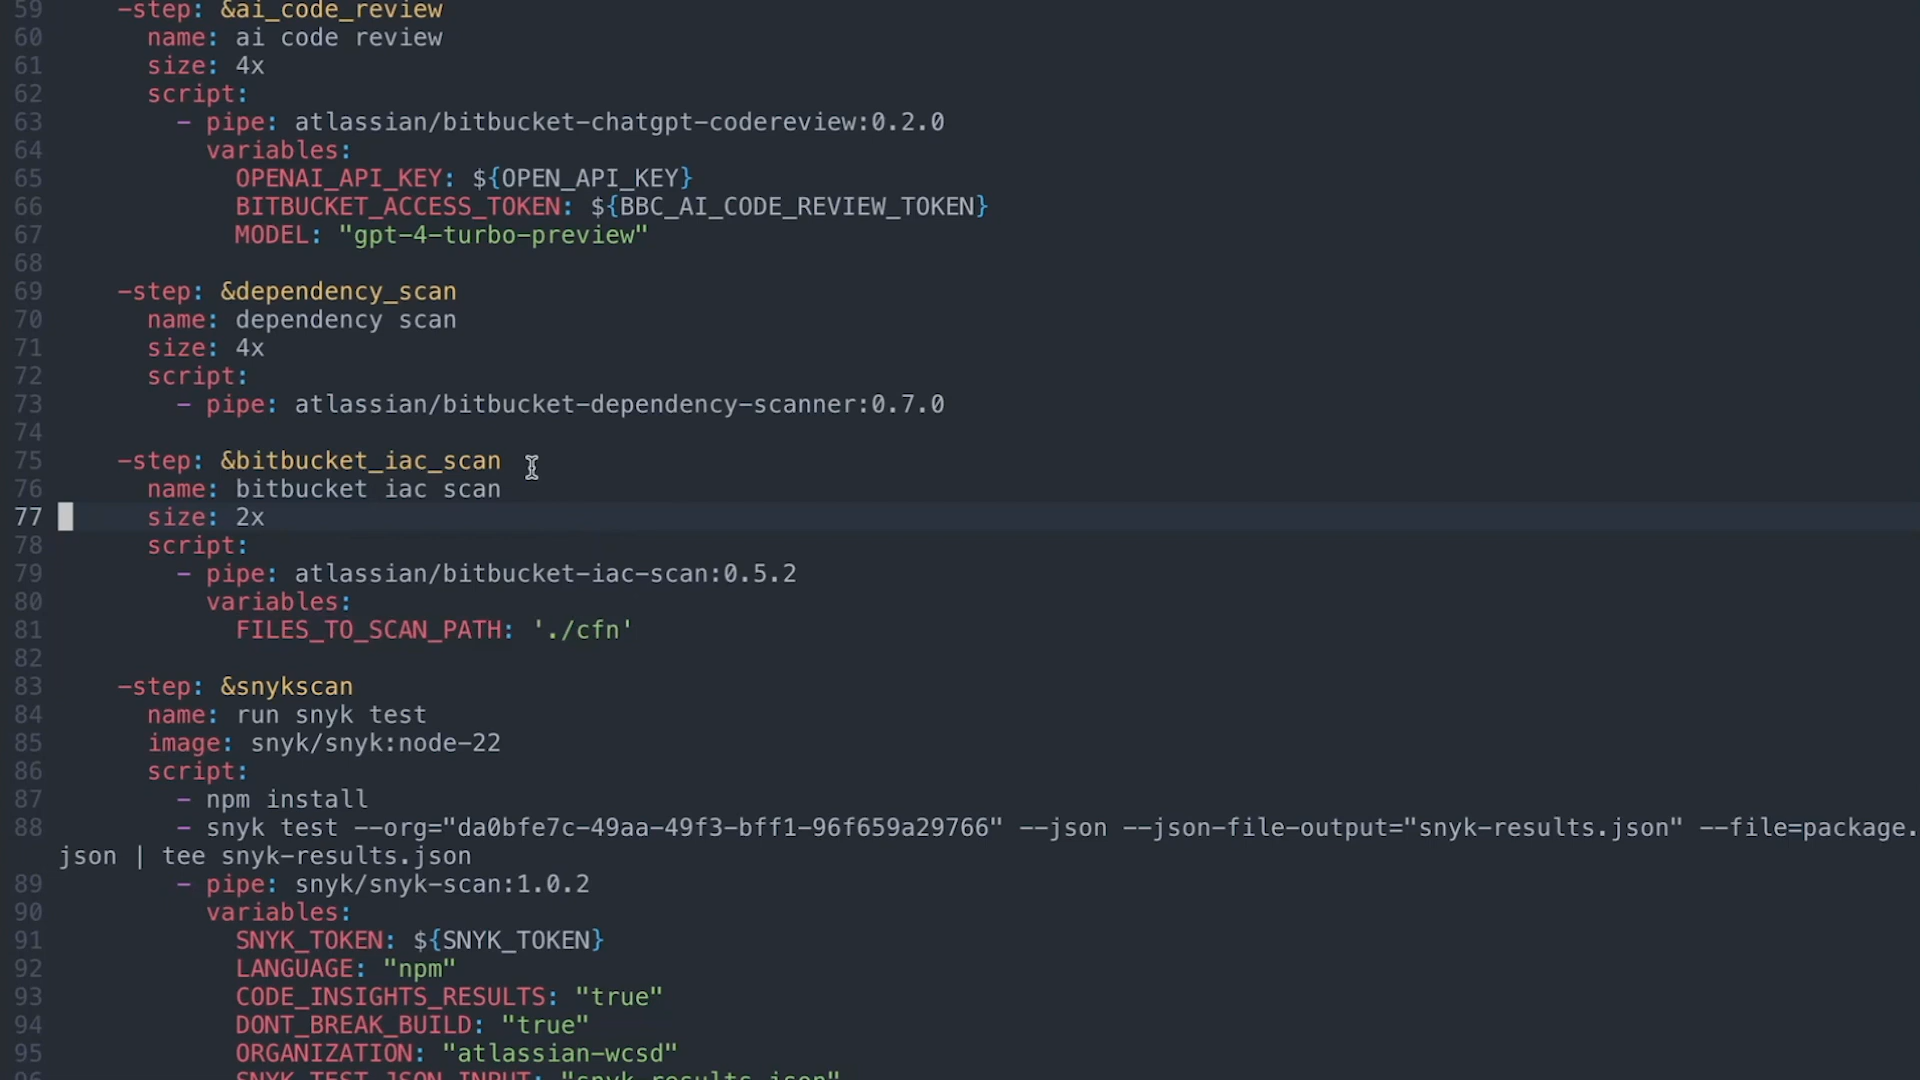 59 -step: &ai_code_review
60 name: ai code review
61 size: 4x
62 script:
63 - pipe: atlassian/bitbucket-chatgpt-codereview:0.2.0
64 variables:
65 OPENAI_API_KEY: ${OPEN_API_KEY}
66 BITBUCKET_ACCESS_TOKEN: ${BBC_AI_CODE_REVIEW_TOKEN}
67 MODEL: "gpt-4-turbo-preview"
68
69 -step: &dependency_scan
70 name: dependency scan
71 size: 4x
72 script:
73 - pipe: atlassian/bitbucket-dependency-scanner:0.7.0
74
75 -step: &bitbucket_iac_scan
76 name: bitbucket iac scan
77 size: 2x
78 script:
79 - pipe: atlassian/bitbucket-iac-scan:0.5.2
80 variables:
81 FILES_TO_SCAN_PATH: './cfn'
82
83 -step: &snykscan
84 name: run snyk test
85 image: snyk/snyk:node-22
86 script:
87 - npm install
88 - snyk test --org="da0bfe7c-49aa-49f3-bff1-96f659a29766" --json --json-file-output="snyk-results.json" --file=package.
json | tee snyk-results.json
89 - pipe: snyk/snyk-scan:1.0.2
90 variables:
91 SNYK_TOKEN: ${SNYK_TOKEN}
92 LANGUAGE: "npm"
93 CODE_INSIGHTS_RESULTS: "true"
94 DONT_BREAK_BUILD: "true"
95 ORGANIZATION: "atlassian-wcsd"
96 SNYK_TEST_JSON_INPUT: "snyk-results.json"